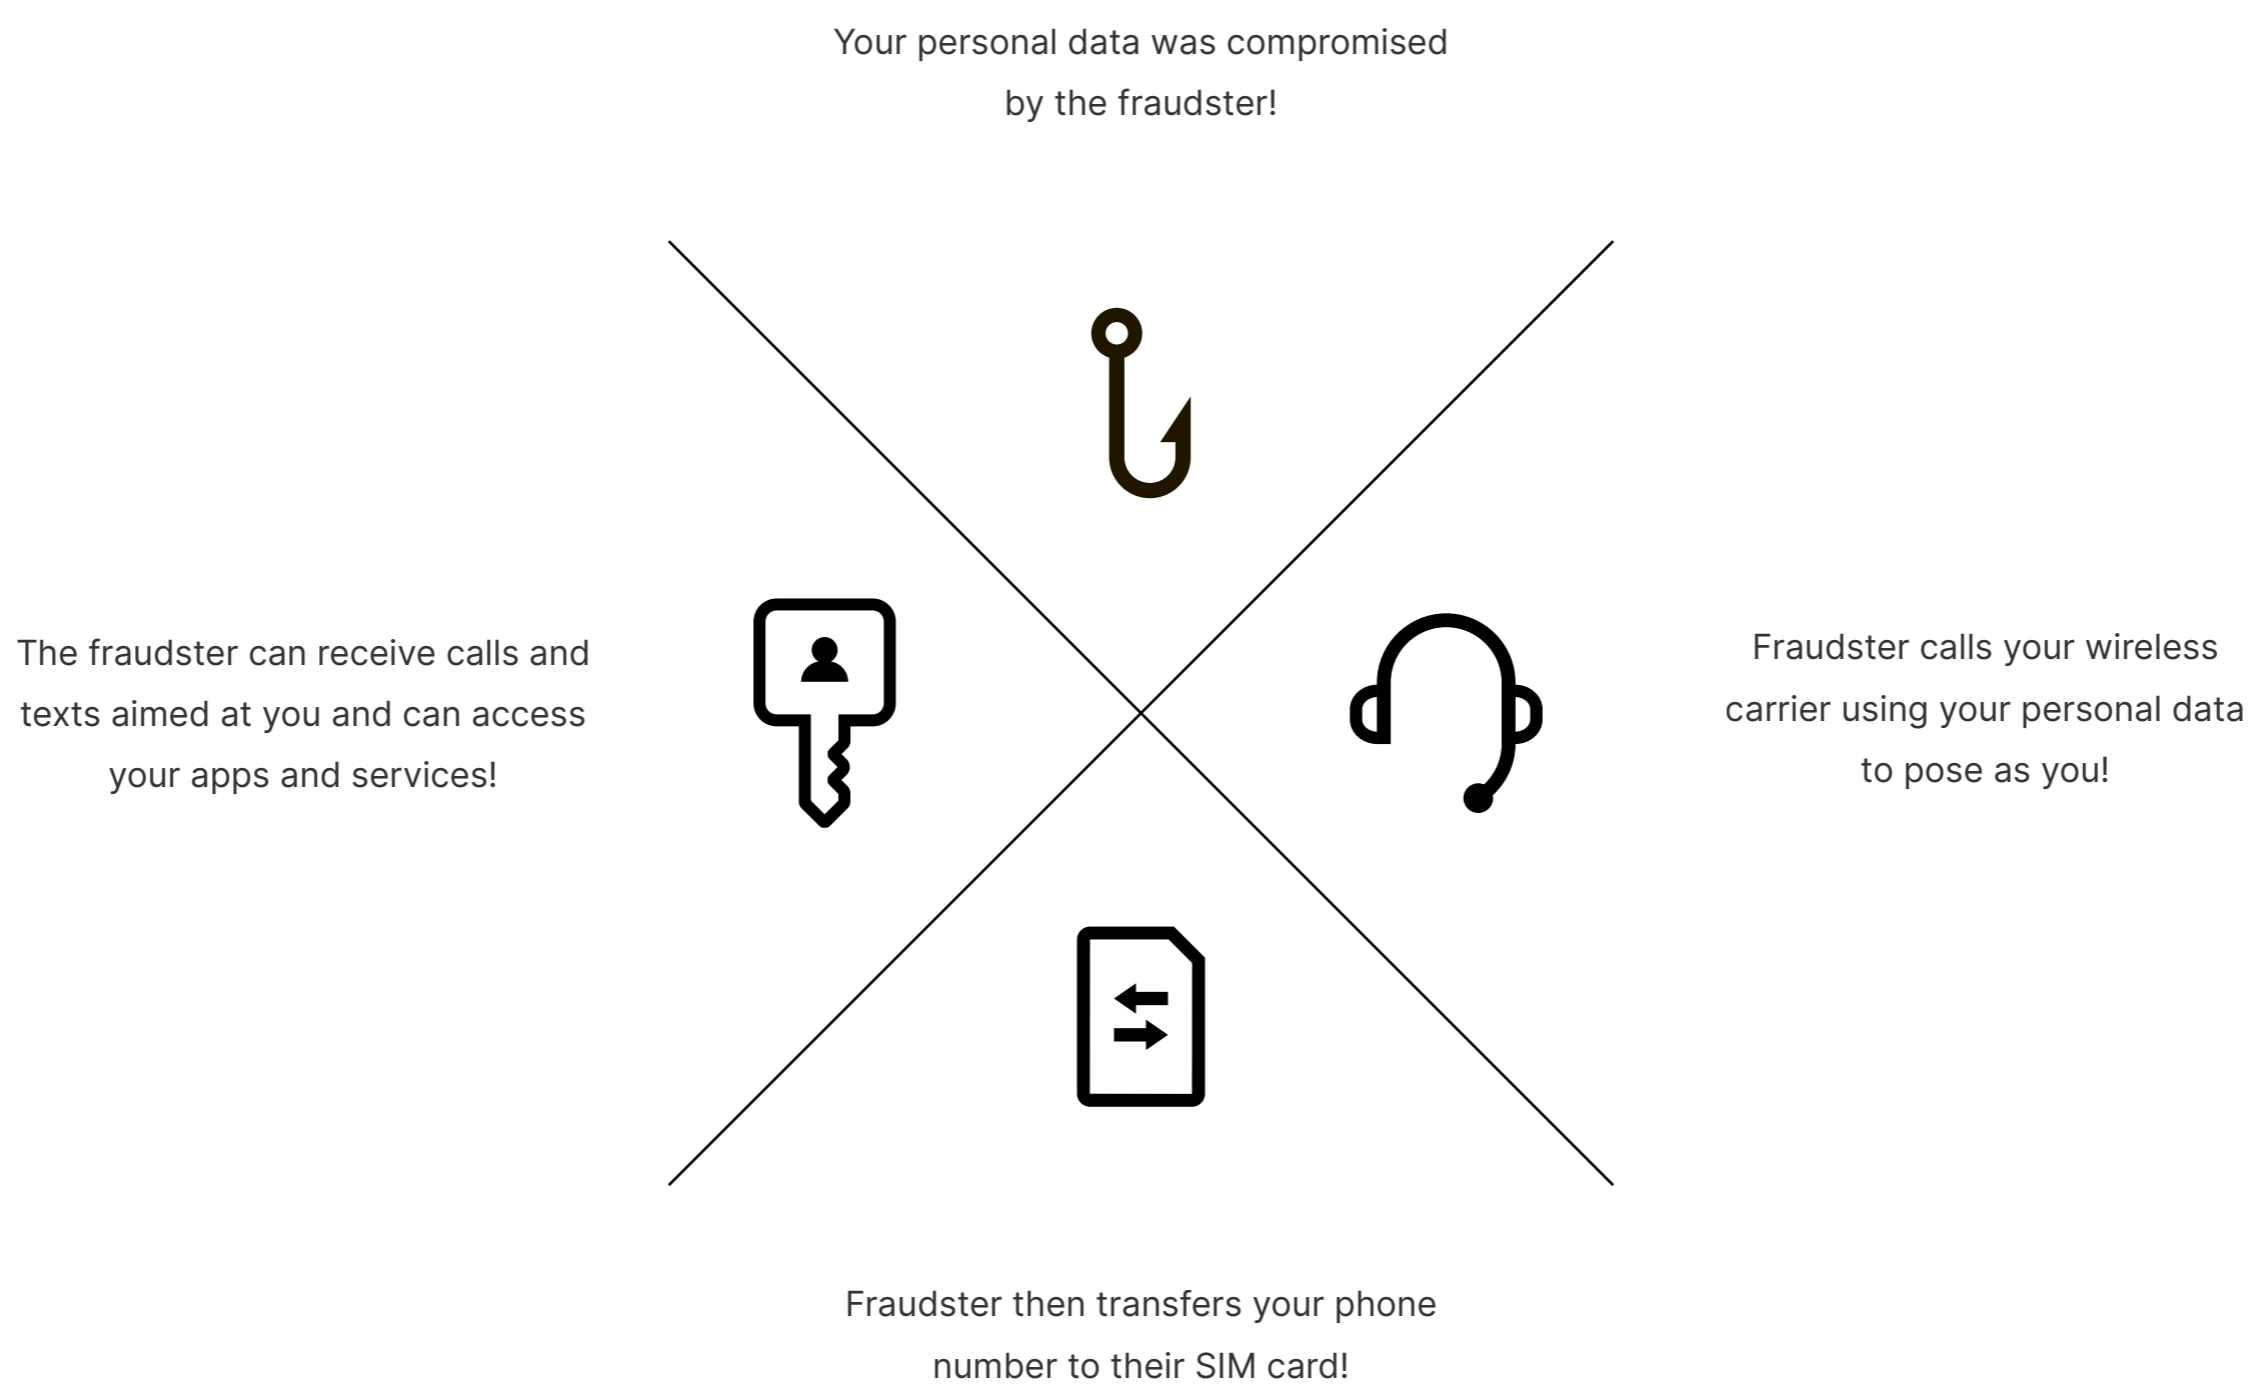 Your personal data was compromised
by the fraudster!
The fraudster can receive calls and
texts aimed at you and can access
your apps and services!
Fraudster calls your wireless
carrier using your personal data
to pose as you!
Fraudster then transfers your phone
number to their SIM card!